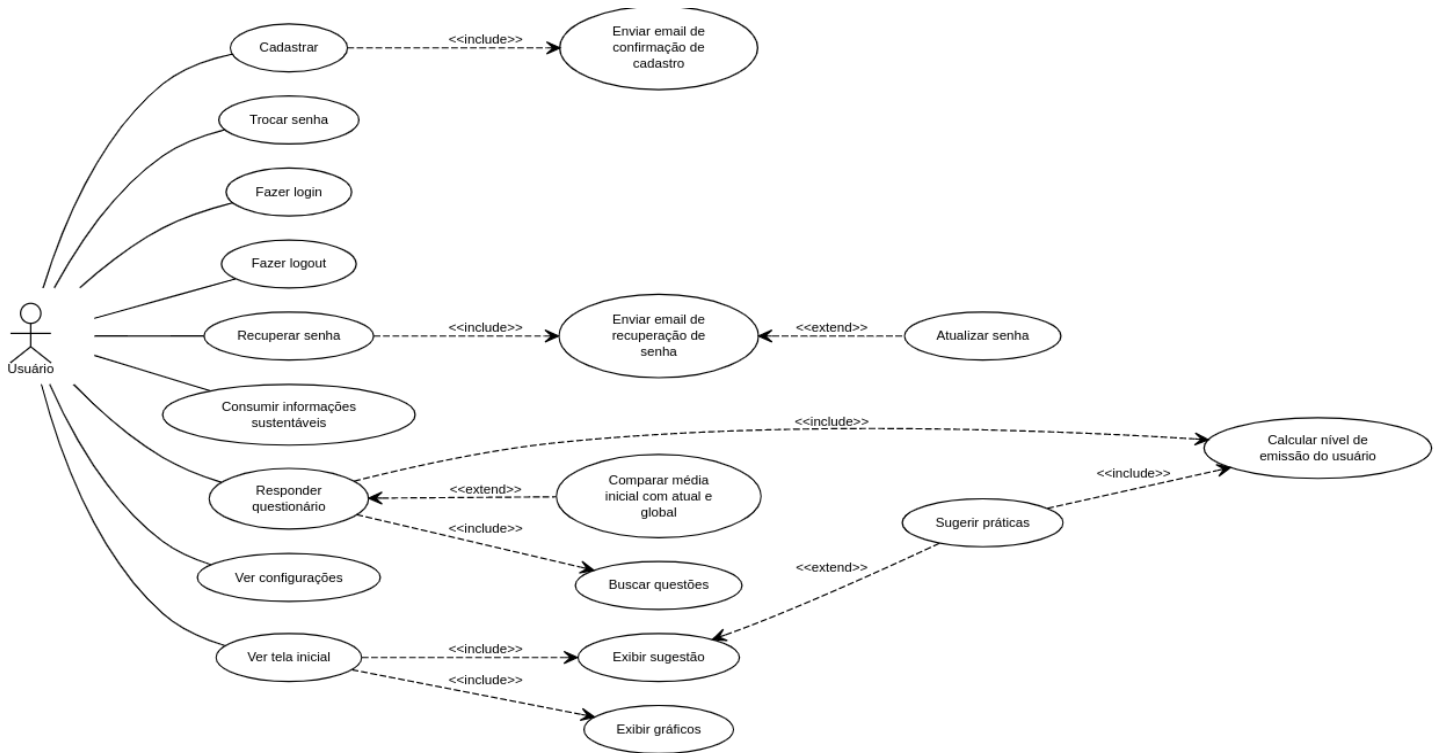 Cadastrar
<<include>>
Enviar email de
confirmação de
cadastro
Trocar senha
Fazer login
Fazer logout
Usuário
Recuperar senha
<<include>>
Enviar email de
recuperação de
senha
<<extend>>
Atualizar senha
Consumir informações
sustentáveis
<<include>>
Calcular nível de
emissão do usuário
Responder
questionário
<<extend>>
Comparar média
inicial com atual e
global
<<include>>
Sugerir práticas
<<include>>
Buscar questões
<<extend>>
Ver configurações
Ver tela inicial
<<include>>
Exibir sugestão
<<include>>
Exibir gráficos